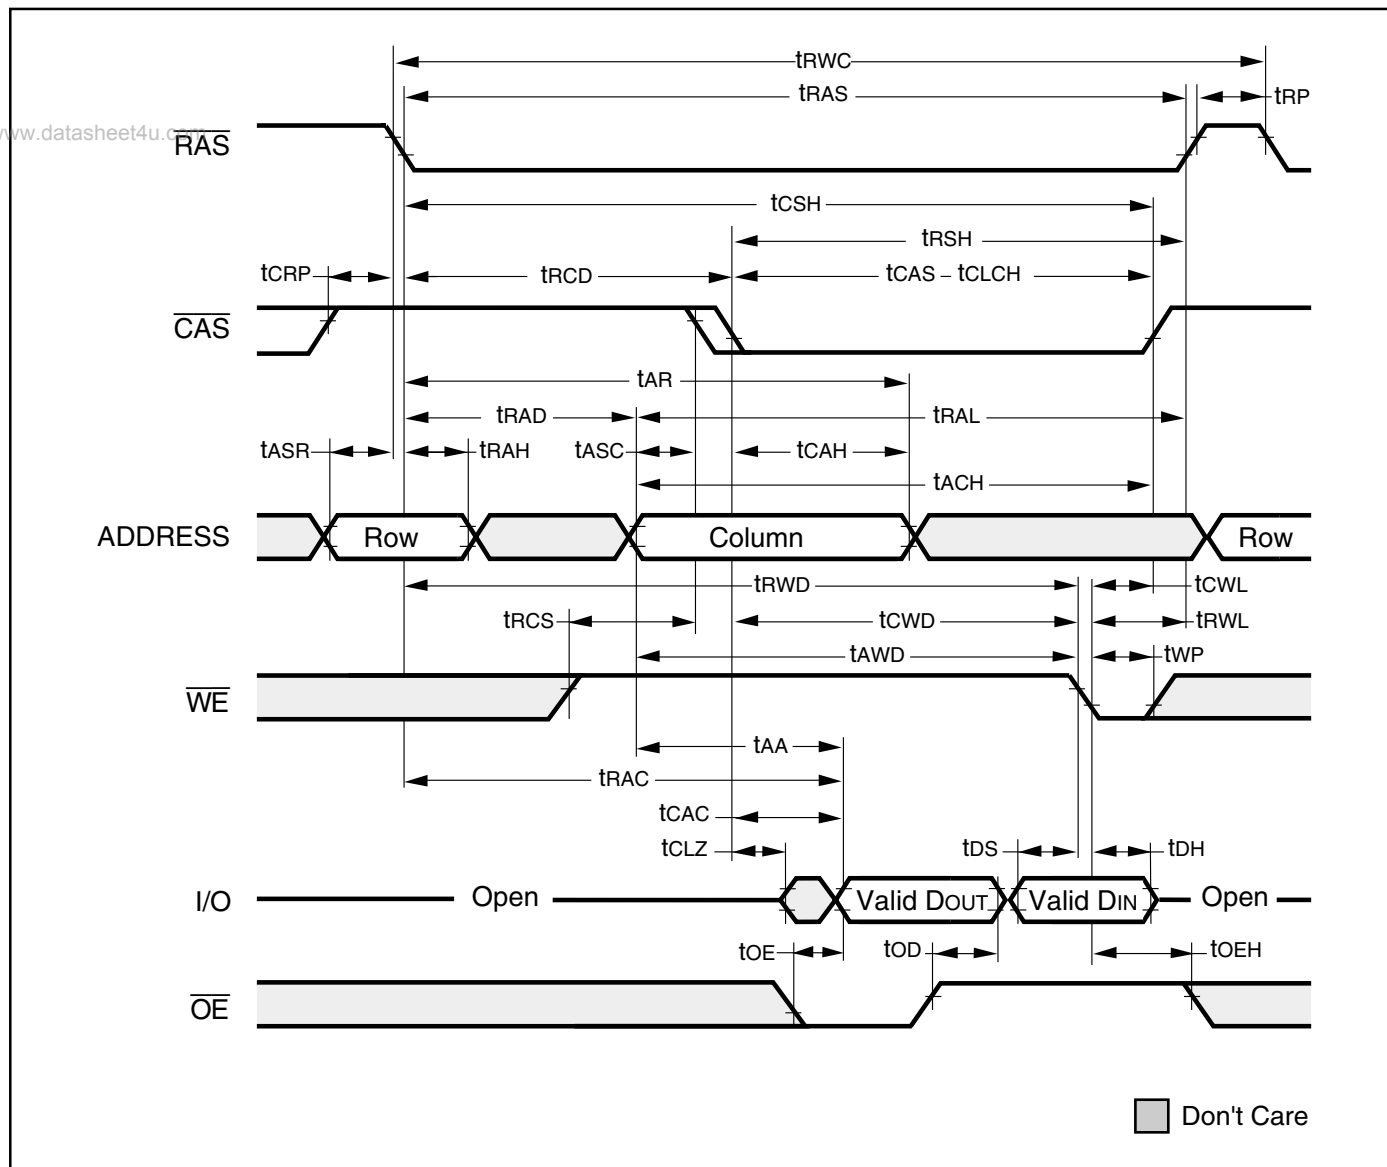 tRWC
tRAS
tRP
www.datasheet4u.com
RAS
tCSH
tRSH
tCRP
tRCD
tCAS – tCLCH
CAS
tAR
tRAD
tRAL
tASR
tRAH
tASC
tCAH
tACH
ADDRESS
Row
Column
Row
tRWD
tCWL
tRCS
tCWD
tRWL
tAWD
tWP
WE
tAA
tRAC
tCAC
tCLZ
tDS
tDH
I/O
Open
Valid DOUT
Valid DIN
Open
tOE
tOD
tOEH
OE
Don't Care